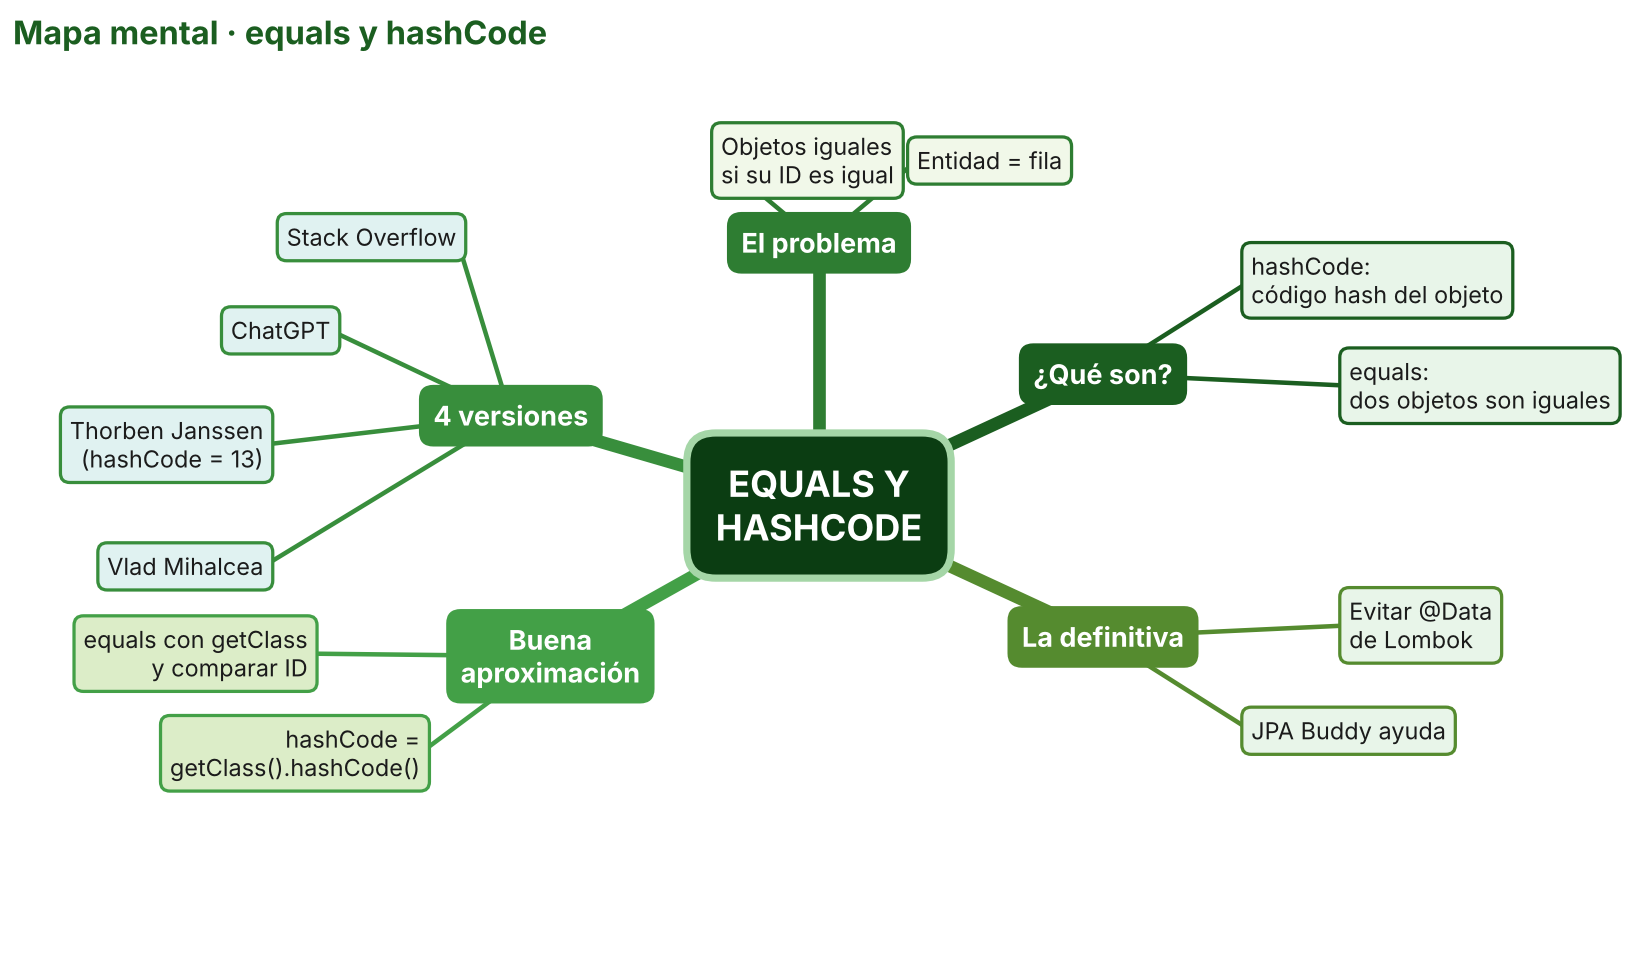 Mapa mental · equals y hashCode
Objetos iguales
si su ID es igual
Entidad = fila
El problema
Stack Overflow
ChatGPT
Thorben Janssen
(hashCode = 13)
Vlad Mihalcea
4 versiones
hashCode:
código hash del objeto
¿Qué son?
equals:
dos objetos son iguales
EQUALS Y
HASHCODE
equals con getClass
y comparar ID
hashCode =
getClass().hashCode()
Buena
aproximación
La definitiva
Evitar @Data
de Lombok
JPA Buddy ayuda